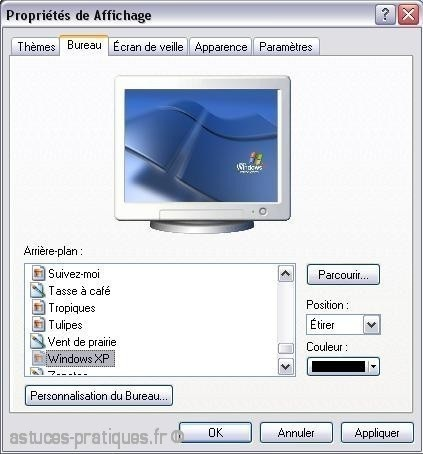 Propriétés de Affichage
Thèmes
Bureau
Écran de veille
Apparence
Paramètres
Windows
Arrière-plan :
Suivez-moi
Tasse à café
Tropiques
Tulipes
Vent de prairie
Windows XP
Parcourir...
Position :
Étirer
Couleur :
Personnalisation du Bureau...
OK
Annuler
Appliquer
astuces-pratiques.fr ©